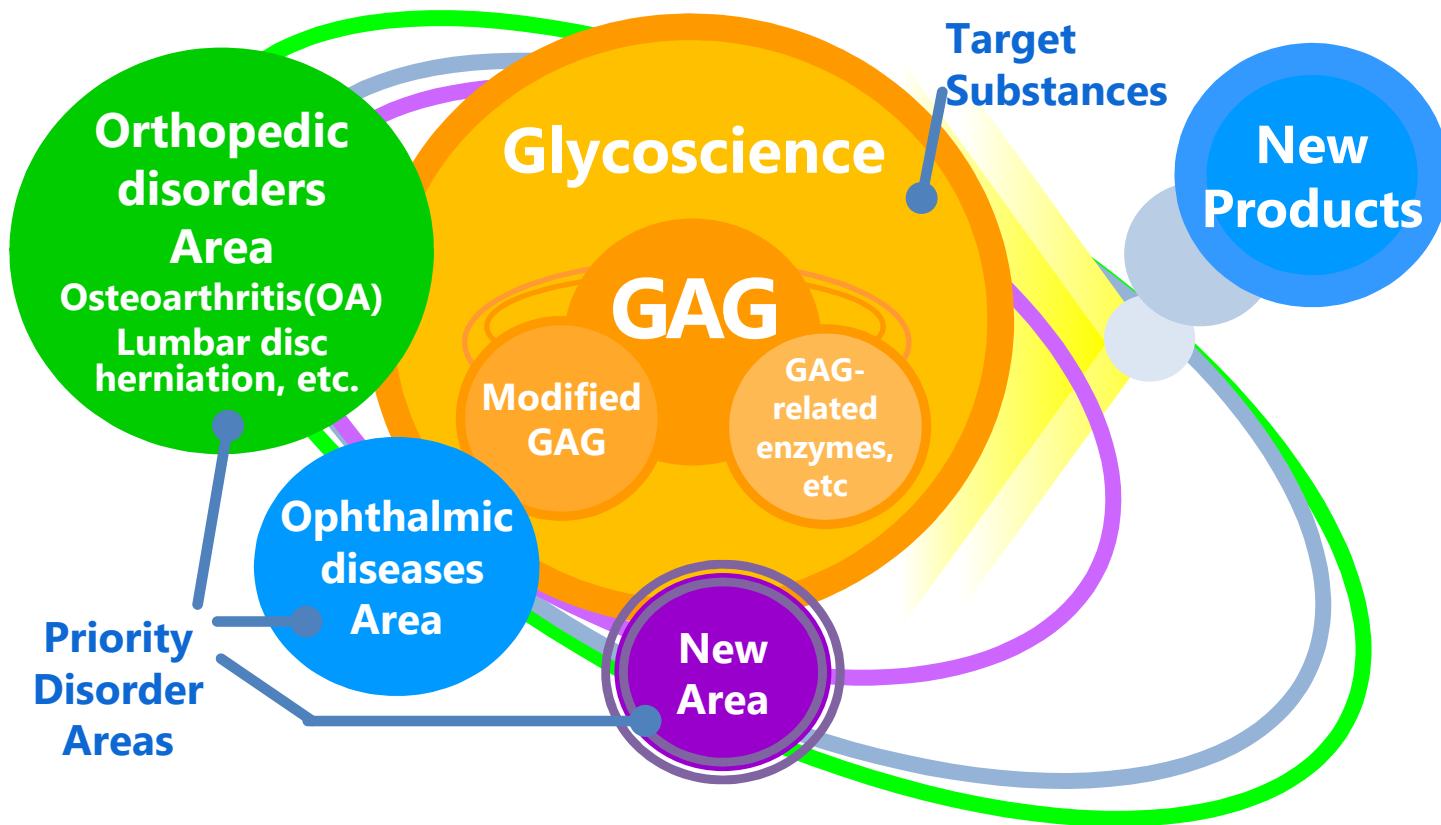 Target
Substances
Orthopedic
disorders
Area
Osteoarthritis(OA)
Lumbar disc
herniation, etc.
Glycoscience
New
Products
GAG
Modified
GAG
GAG-
related
enzymes,
etc
Ophthalmic
diseases
Area
Priority
Disorder
Areas
New
Area